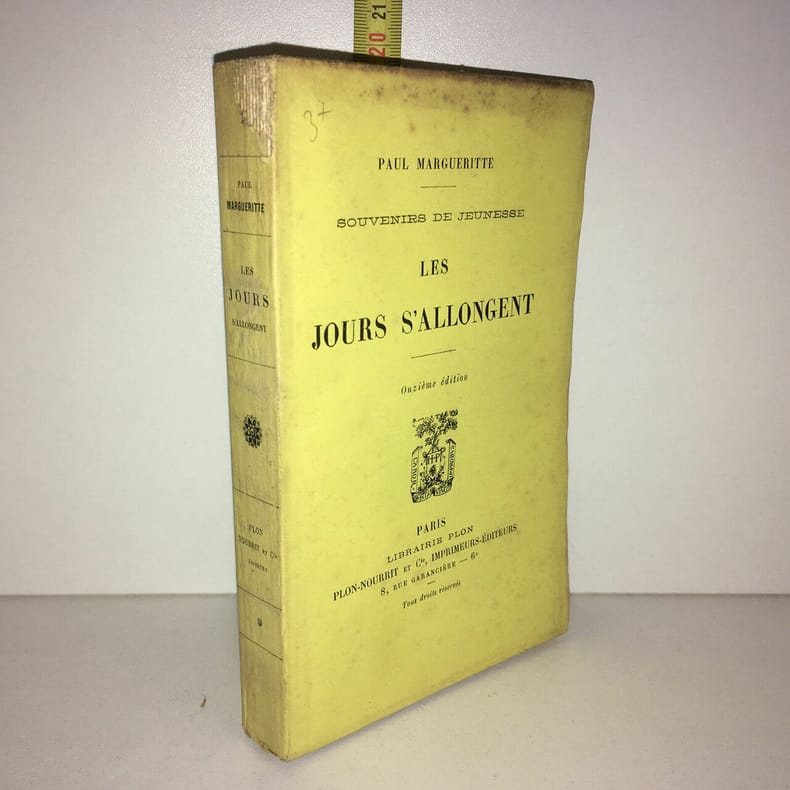 21
20
3+
PAUL MARGUERITTE
SOUVENIRS DE JEUNESSE
LES
JOURS S'ALLONGENT
Onzième édition
PARIS
LIBRAIRIE PLON
PLON-NOURRIT ET Cie, IMPRIMEURS-ÉDITEURS
8, RUE GARANCIÈRE — 6e
Tous droits réservés
PAUL
MARGUERITTE
LES
JOURS
S'ALLONGENT
PLON
NOURRIT ET Cie